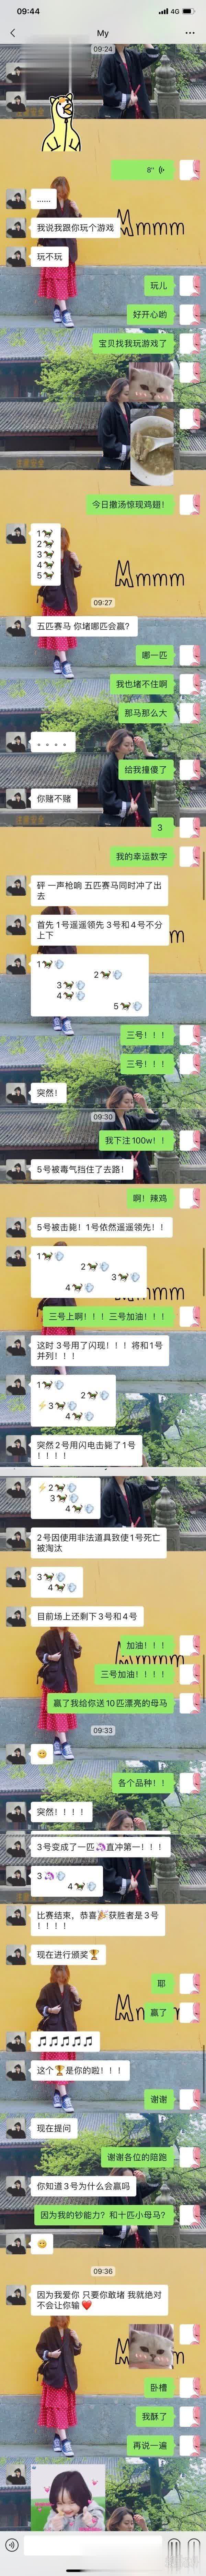 09:44
4G
My
09:24
8"
……
我说我跟你玩个游戏
玩不玩
玩儿
好开心哟
宝贝找我玩游戏了
今日撒汤惊现鸡翅！
1🐎
2🐎
3🐎
4🐎
5🐎
Mmmm
09:27
五匹赛马 你堵哪匹会赢？
哪一匹
我也堵不住啊
那马那么大
。。。。
给我撞傻了
你赌不赌
3
我的幸运数字
砰 一声枪响 五匹赛马同时冲了出
去
首先 1号遥遥领先 3号和4号不分
上下
1🐎💨
2🐎💨
3🐎💨
4🐎💨
5🐎💨
三号！！！
三号！！！
突然！
09:30
我下注100w！！
5号被毒气挡住了去路！
啊！辣鸡
5号被击毙！1号依然遥遥领先！！
1🐎💨
2🐎💨
3🐎💨
4🐎💨
三号上啊！！！三号加油！！！
这时 3号用了闪现！！！将和1号
并列！！！
1🐎💨
2🐎💨
⚡3🐎💨
4🐎💨
突然2号用闪电击毙了1号
！！！！
⚡2🐎💨
3🐎💨
4🐎💨
2号因使用非法道具致使1号死亡
被淘汰
3🐎💨
4🐎💨
目前场上还剩下3号和4号
加油！！！
三号加油！！！！
赢了我给你送10匹漂亮的母马
09:33
各个品种！！
突然！！！！
3号变成了一匹🦄直冲第一！！！
3🦄💨
4🐎💨
比赛结束，恭喜🎉获胜者是3号
！！！！
现在进行颁奖🏆
耶
赢了
🎵🎵🎵🎵🎵
这个🏆是你的啦！！！
谢谢
现在提问
谢谢各位的陪跑
你知道3号为什么会赢吗
因为我的钞能力？和十匹小母马？
09:36
因为我爱你 只要你敢堵 我就绝对
不会让你输❤️
卧槽
我酥了
再说一遍